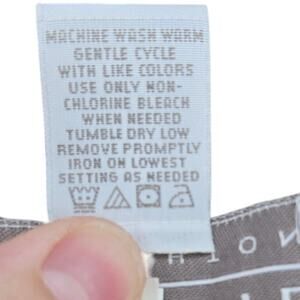 MACHINE WASH WARM
GENTLE CYCLE
WITH LIKE COLORS
USE ONLY NON-
CHLORINE BLEACH
WHEN NEEDED
TUMBLE DRY LOW
REMOVE PROMPTLY
IRON ON LOWEST
SETTING AS NEEDED